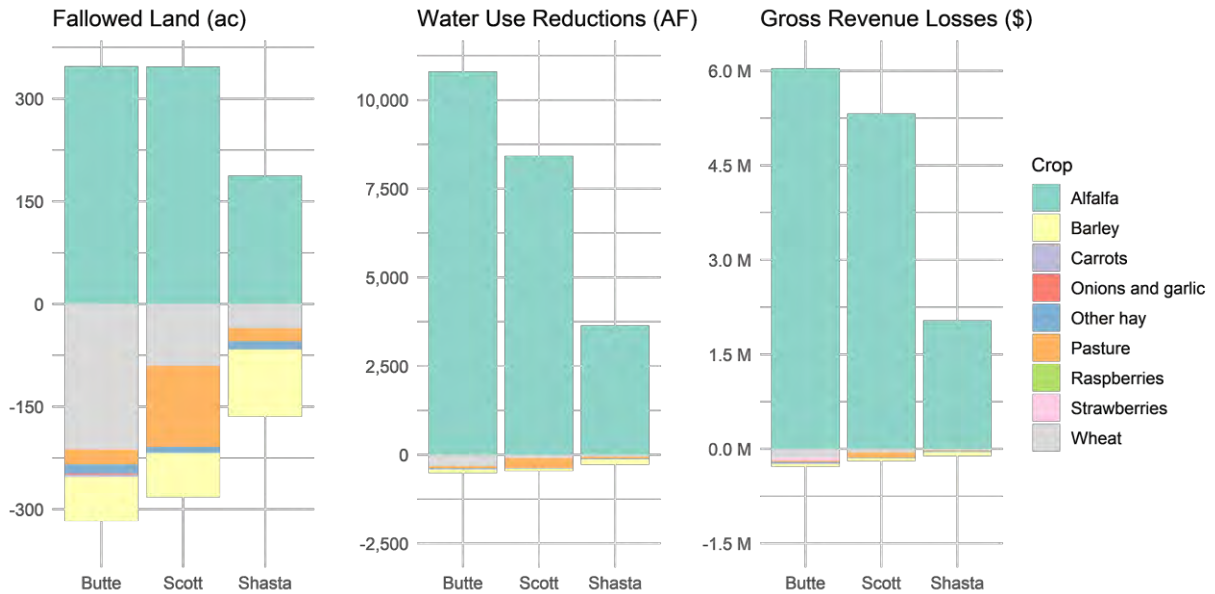 Fallowed Land (ac)
300
150
0
-150
-300
Butte
Scott
Shasta
Water Use Reductions (AF)
10,000
7,500
5,000
2,500
0
-2,500
Butte
Scott
Shasta
Gross Revenue Losses ($)
6.0 M
4.5 M
3.0 M
1.5 M
0.0 M
-1.5 M
Butte
Scott
Shasta
Crop
Alfalfa
Barley
Carrots
Onions and garlic
Other hay
Pasture
Raspberries
Strawberries
Wheat